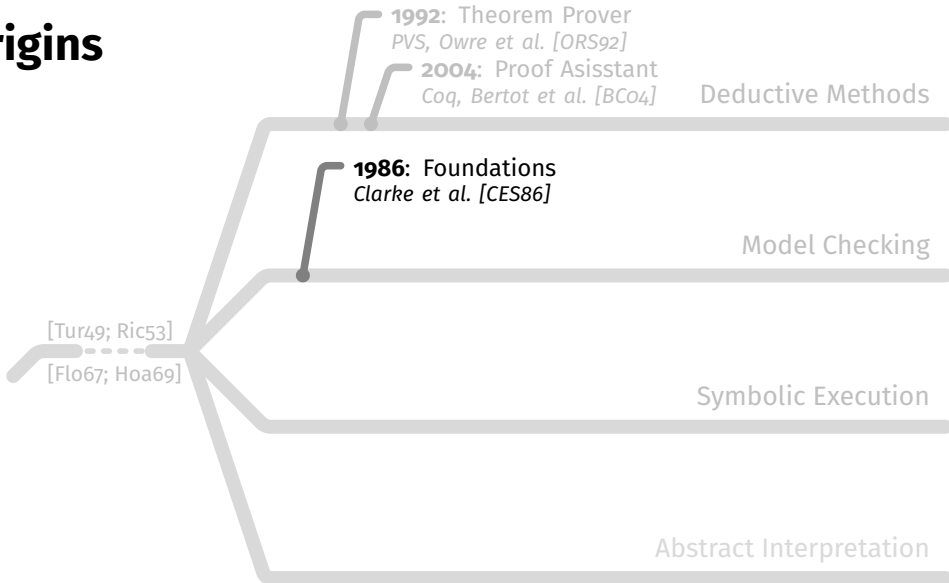 rigins
1992: Theorem Prover
PVS, Owre et al. [ORS92]
2004: Proof Asisstant
Coq, Bertot et al. [BC04]
Deductive Methods
1986: Foundations
Clarke et al. [CES86]
Model Checking
[Tur49; Ric53]
[Flo67; Hoa69]
Symbolic Execution
Abstract Interpretation